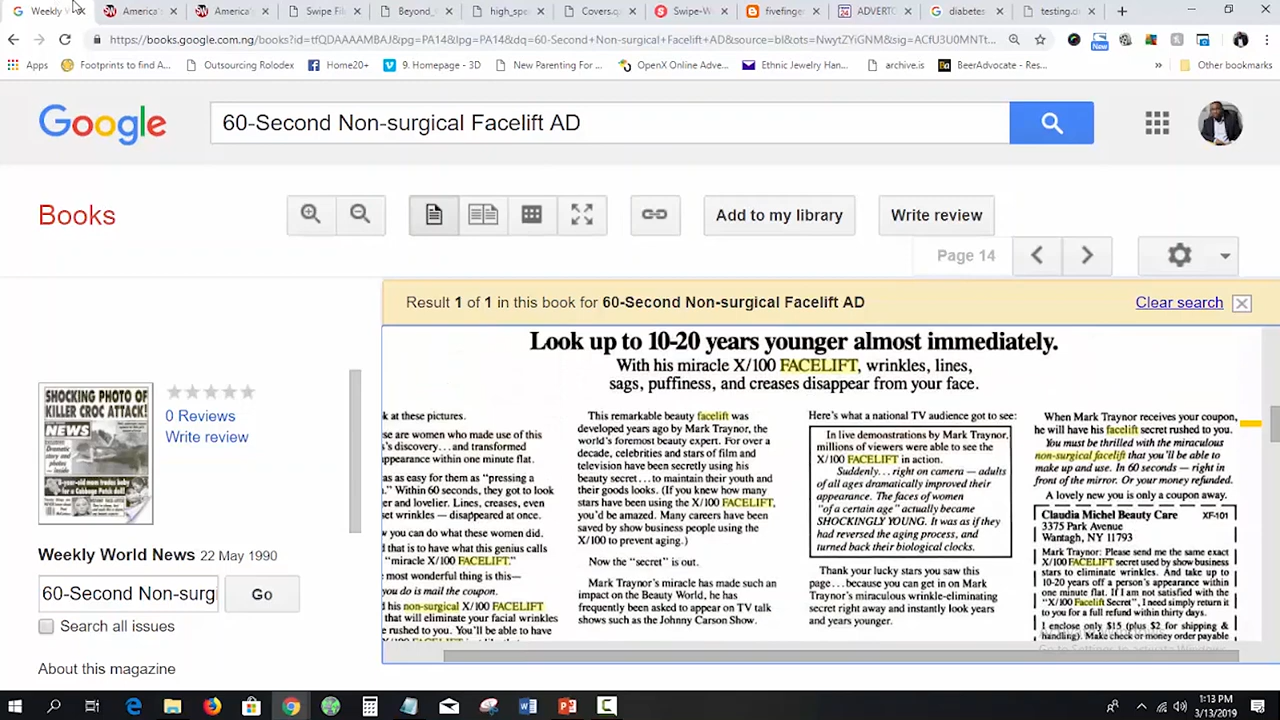 Weekly W
America's
America'
Swipe Fil
Beyond_
high_spe
Covers.q
Swipe-W
fivefinge
ADVERTO
diabetes
testing.d
https://books.google.com.ng/books?id=tfQDAAAAMBAJ&pg=PA14&lpg=PA14&dq=60-Second+Non-surgical+Facelift+AD&source=bl&ots=NwvtZYiGNM&sig=ACfU3U0MNTt...
New
Apps
Footprints to find A...
Outsourcing Rolodex
Home20+
9. Homepage - 3D
New Parenting For...
OpenX Online Adve...
Ethnic Jewelry Han...
archive.is
BeerAdvocate - Res...
»
Other bookmarks
Google
60-Second Non-surgical Facelift AD
Books
Add to my library
Write review
Page 14
Result 1 of 1 in this book for 60-Second Non-surgical Facelift AD
Clear search
SHOCKING PHOTO OF
KILLER CROC ATTACK!
NEWS
0 Reviews
Write review
Weekly World News 22 May 1990
60-Second Non-surg
Go
Search all issues
About this magazine
Look up to 10-20 years younger almost immediately.
With his miracle X/100 FACELIFT, wrinkles, lines,
sags, puffiness, and creases disappear from your face.
k at these pictures.
se are women who made use of this
s discovery...and transformed
ppearance within one minute flat.
as as easy for them as "pressing a
." Within 60 seconds, they got to look
er and lovelier. Lines, creases, even
et wrinkles — disappeared at once.
w you can do what these women did.
d that is to have what this genius calls
"miracle X/100 FACELIFT."
most wonderful thing is this—
you do is mail the coupon.
d his non-surgical X/100 FACELIFT
that will eliminate your facial wrinkles
e rushed to you. You'll be able to have
This remarkable beauty facelift was
developed years ago by Mark Traynor, the
world's foremost beauty expert. For over a
decade, celebrities and stars of film and
television have been secretly using his
beauty secret...to maintain their youth and
their goods looks. (If you knew how many
stars have been using the X/100 FACELIFT,
you'd be amazed. Many careers have been
saved by show business people using the
X/100 to prevent aging.)
Now the "secret" is out.
Mark Traynor's miracle has made such an
impact on the Beauty World, he has
frequently been asked to appear on TV talk
shows such as the Johnny Carson Show.
Here's what a national TV audience got to see:
In live demonstrations by Mark Traynor,
millions of viewers were able to see the
X/100 FACELIFT in action.
Suddenly...right on camera — adults
of all ages dramatically improved their
appearance. The faces of women
"of a certain age" actually became
SHOCKINGLY YOUNG. It was as if they
had reversed the aging process, and
turned back their biological clocks.
Thank your lucky stars you saw this
page...because you can get in on Mark
Traynor's miraculous wrinkle-eliminating
secret right away and instantly look years
and years younger.
When Mark Traynor receives your coupon,
he will have his facelift secret rushed to you.
You must be thrilled with the miraculous
non-surgical facelift that you'll be able to
make up and use. In 60 seconds — right in
front of the mirror. Or your money refunded.
A lovely new you is only a coupon away.
Claudia Michel Beauty Care XF-101
3375 Park Avenue
Wantagh, NY 11793
Mark Traynor: Please send me the same exact
X/100 FACELIFT secret used by show business
stars to eliminate wrinkles. And take up to
10-20 years off a person's appearance within
one minute flat. If I am not satisfied with the
"X/100 Facelift Secret", I need simply return it
to you for a full refund within thirty days.
I enclose only $15 (plus $2 for shipping &
handling). Make check or money order payable
1:13 PM
3/13/2019